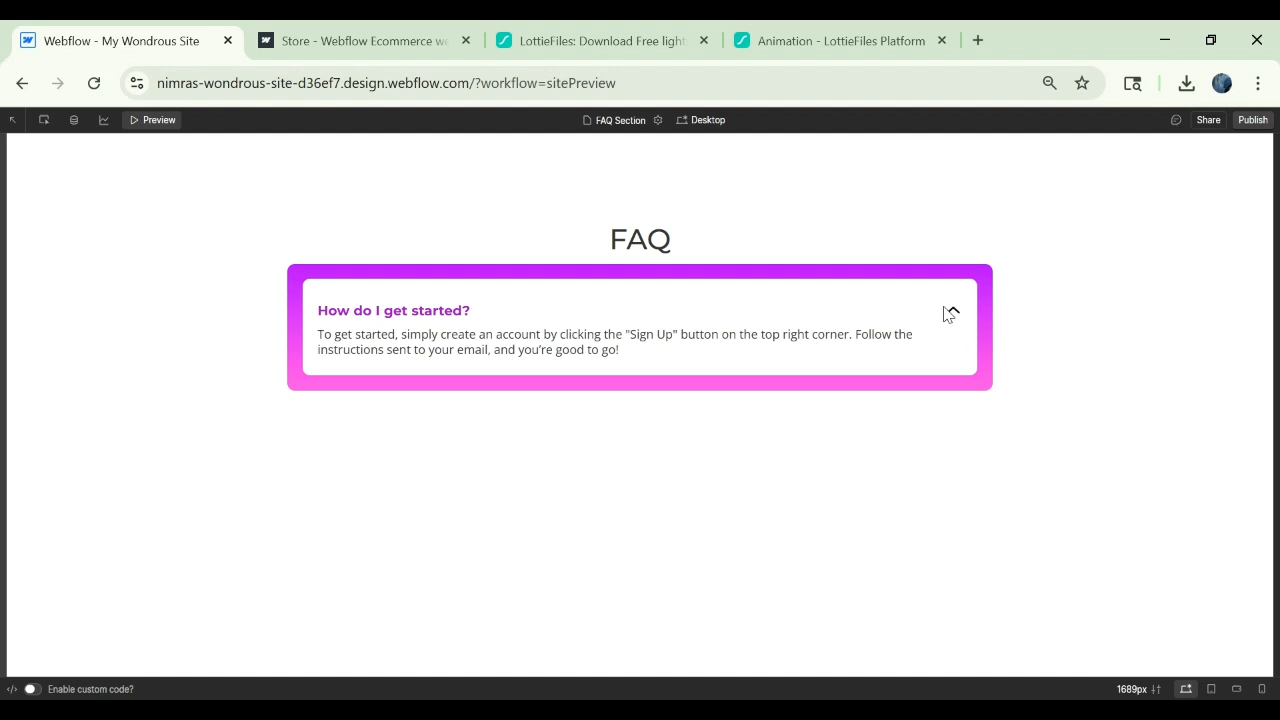 Webflow - My Wondrous Site
Store - Webflow Ecommerce we
LottieFiles: Download Free light
Animation - LottieFiles Platform
nimras-wondrous-site-d36ef7.design.webflow.com/?workflow=sitePreview
Preview
FAQ Section
Desktop
Share
Publish
FAQ
How do I get started?
To get started, simply create an account by clicking the "Sign Up" button on the top right corner. Follow the
instructions sent to your email, and you’re good to go!
Enable custom code?
1689px